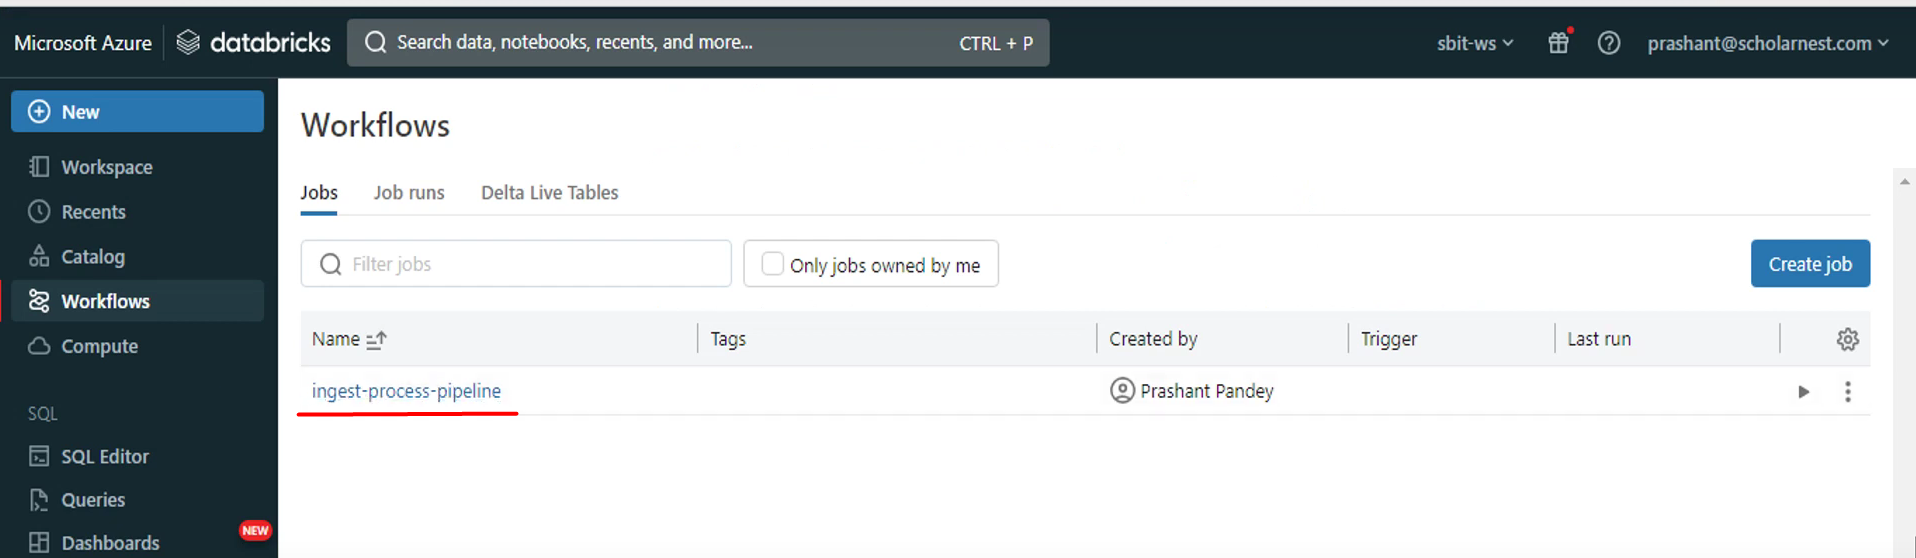 Microsoft Azure databricks Search data, notebooks, recents, and more... CTRL + P sbit-ws prashant@scholarnest.com
New
Workspace
Recents
Catalog
Workflows
Compute
SQL
SQL Editor
Queries
Dashboards NEW
Workflows
Jobs Job runs Delta Live Tables
Filter jobs Only jobs owned by me Create job
Name Tags Created by Trigger Last run
ingest-process-pipeline Prashant Pandey